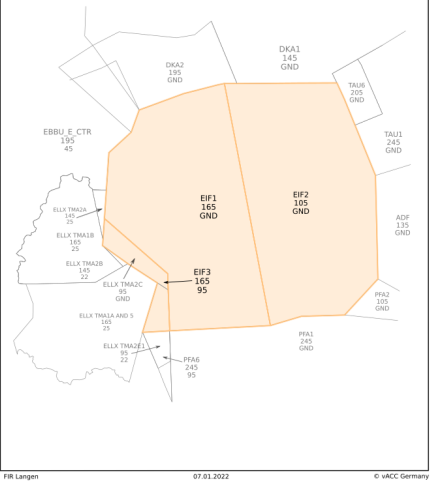 DKA1
145
GND
DKA2
195
GND
TAU6
205
GND
EBBU_E_CTR
195
45
TAU1
245
GND
EIF1
165
GND
EIF2
105
GND
ELLX TMA2A
145
25
ADF
135
GND
ELLX TMA1B
165
25
ELLX TMA2B
145
22
EIF3
165
95
ELLX TMA2C
95
GND
PFA2
105
GND
ELLX TMA1A AND 5
165
25
PFA1
245
GND
ELLX TMA2E1
95
22
PFA6
245
95
FIR Langen
07.01.2022
© vACC Germany